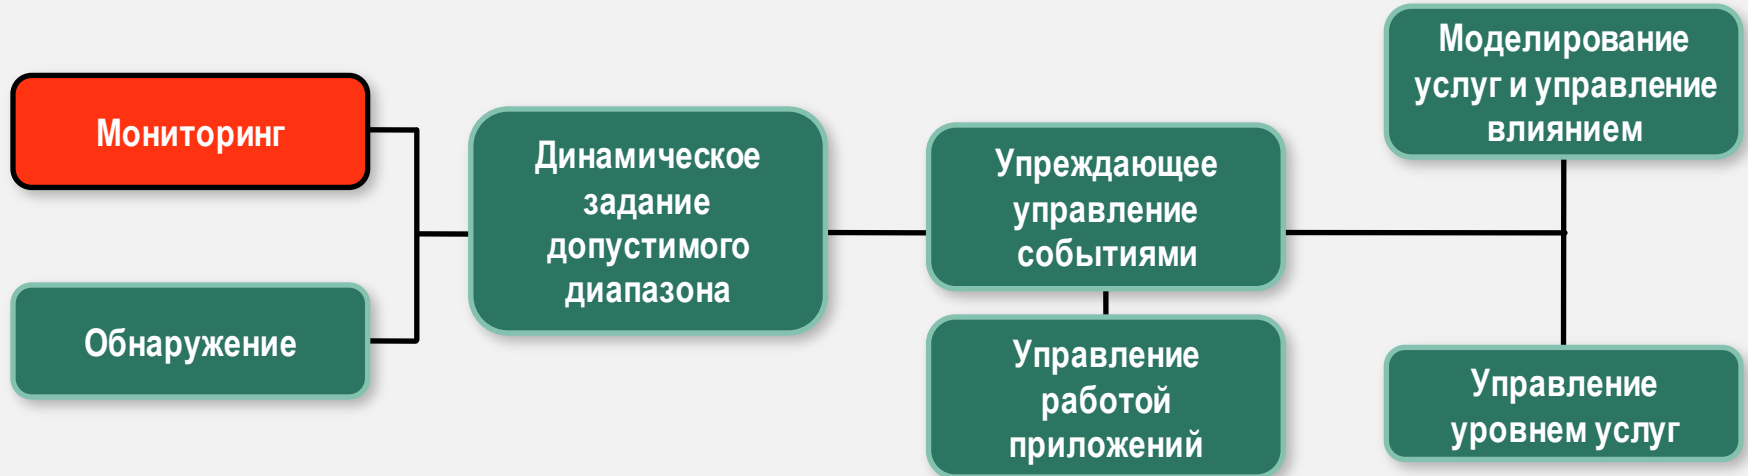 Мониторинг
Обнаружение
Динамическое
задание
допустимого
диапазона
Упреждающее
управление
событиями
Управление
работой
приложений
Моделирование
услуг и управление
влиянием
Управление
уровнем услуг